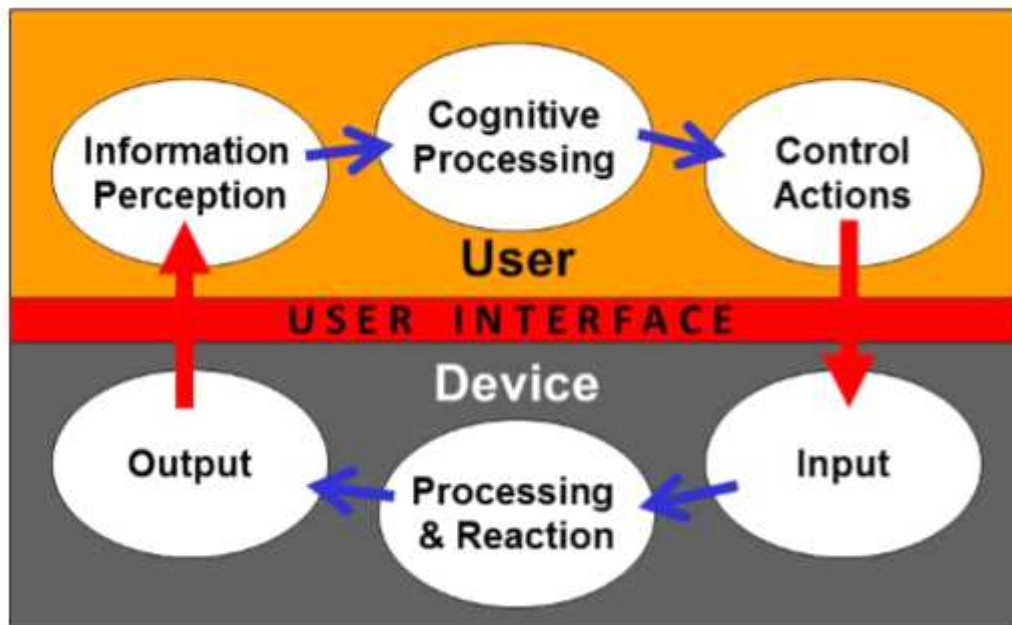 Information
Perception
Cognitive
Processing
Control
Actions
User
USER INTERFACE
Device
Output
Processing
& Reaction
Input